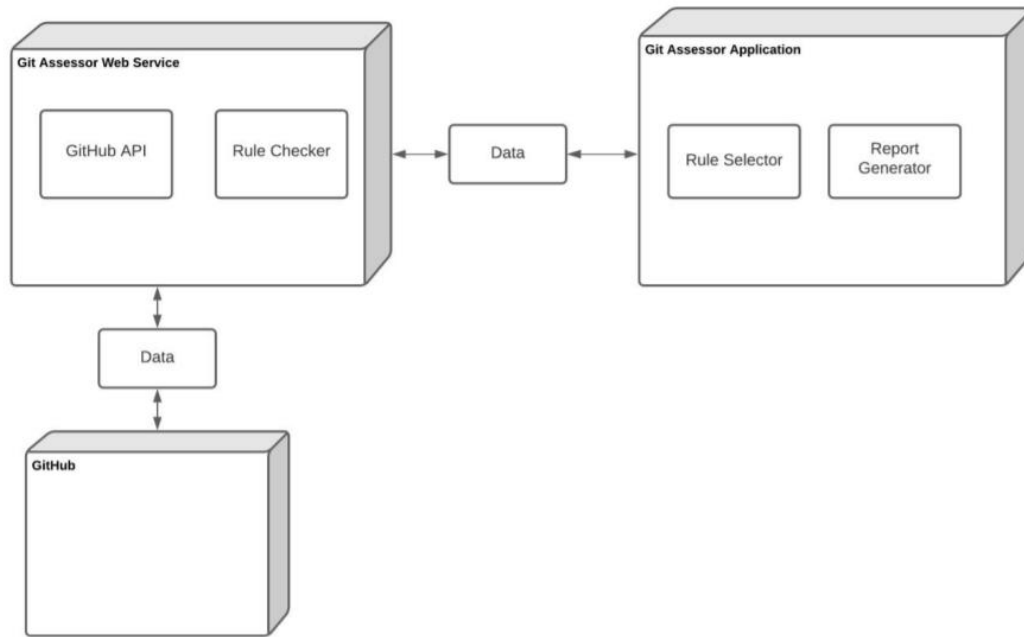 Git Assessor Web Service
GitHub API
Rule Checker
Data
Git Assessor Application
Rule Selector
Report
Generator
Data
GitHub